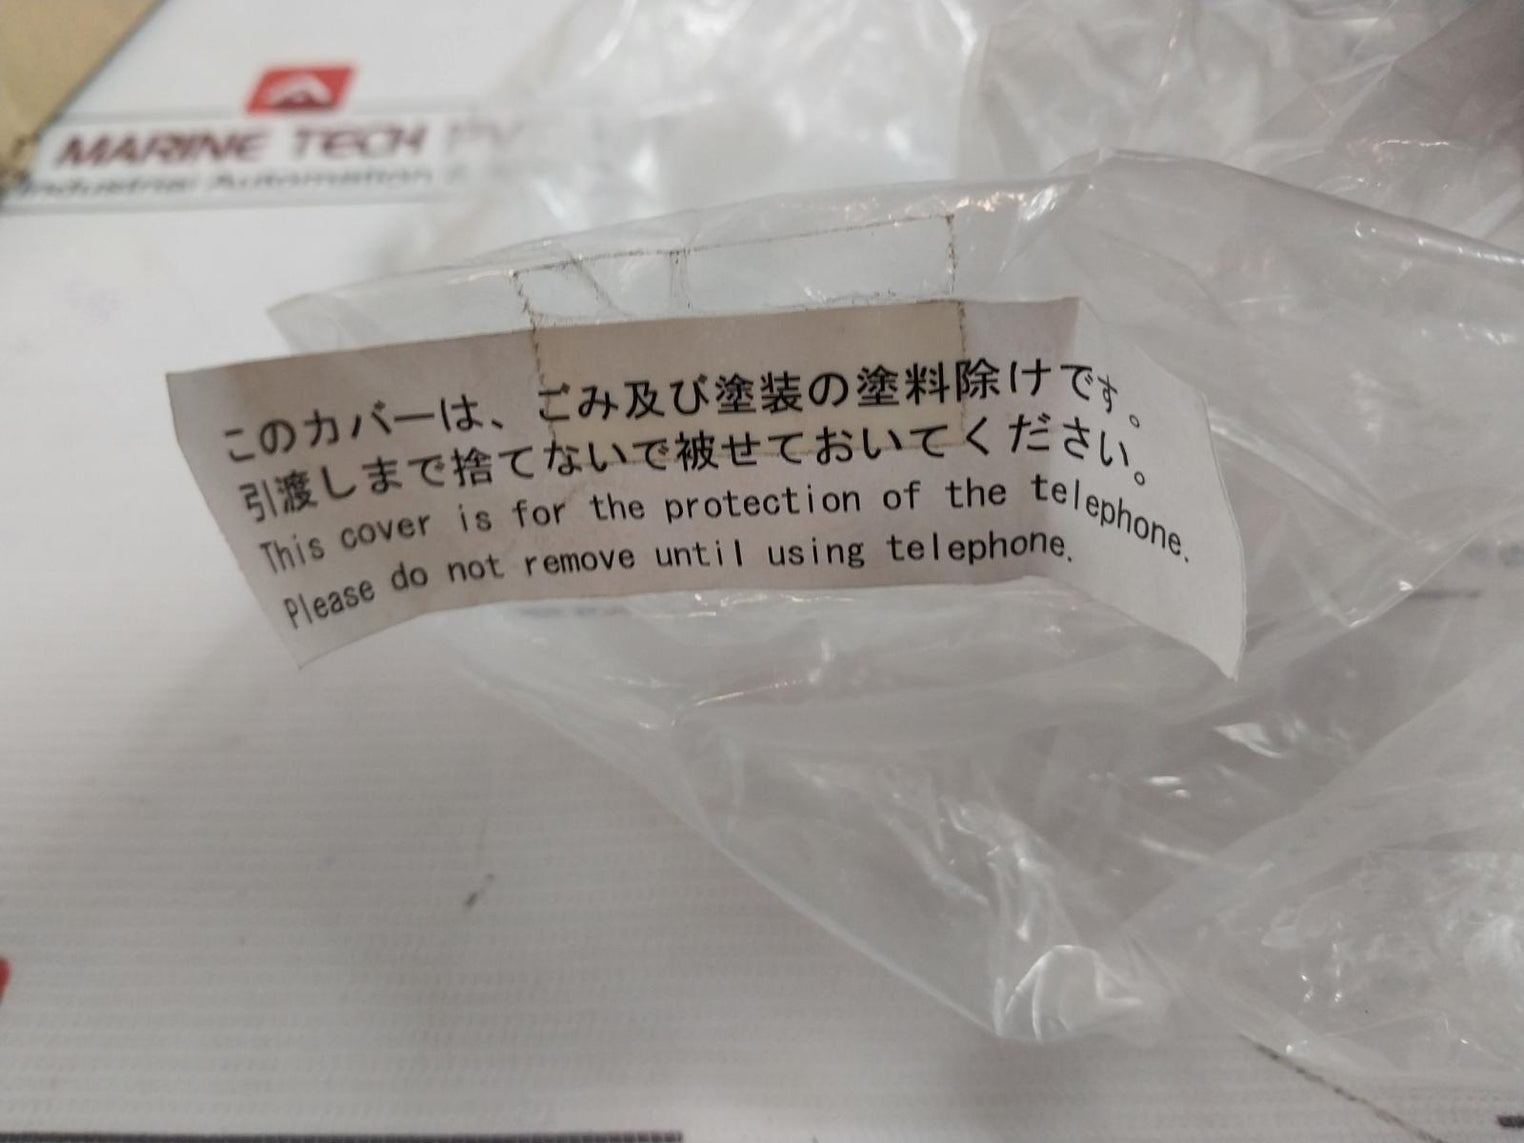 MARINE TECH
Industrial Automation
このカバーは、ごみ及び塗装の塗料除けです。
引渡しまで捨てないで被せておいてください。
This cover is for the protection of the telephone.
Please do not remove until using telephone.